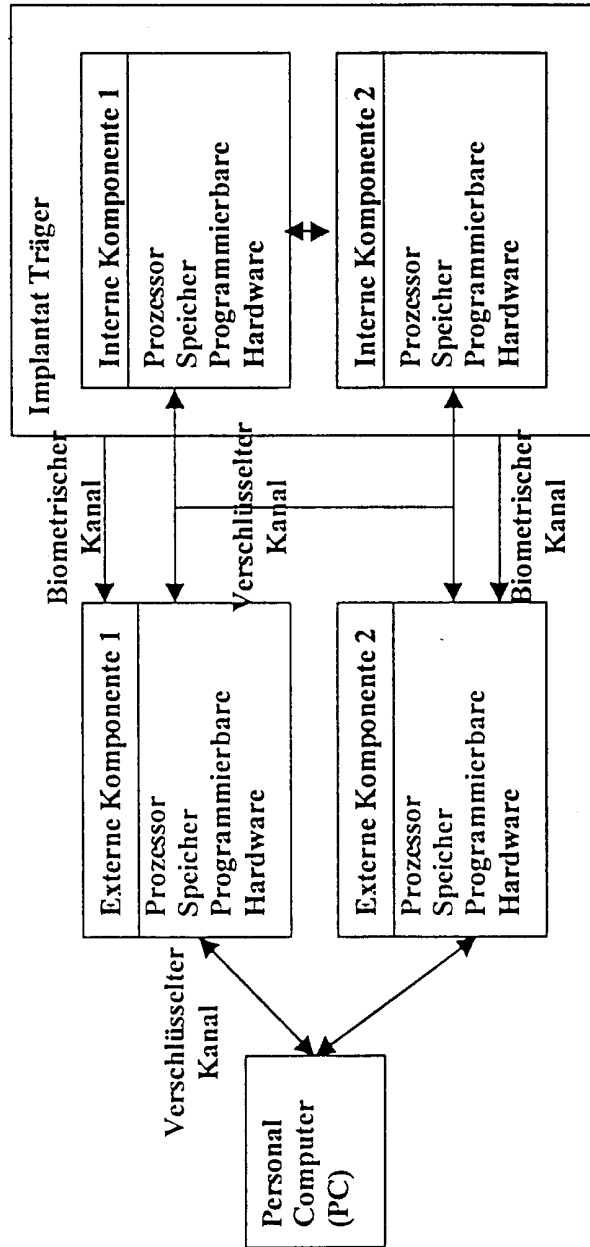 Implantat Träger
Biometrischer
Kanal
Externe Komponente 1
Prozessor
Speicher
Programmierbare
Hardware
Interne Komponente 1
Prozessor
Speicher
Programmierbare
Hardware
Verschlüsselter
Kanal
Verschlüsselter
Kanal
Personal
Computer
(PC)
Externe Komponente 2
Prozessor
Speicher
Programmierbare
Hardware
Interne Komponente 2
Prozessor
Speicher
Programmierbare
Hardware
Biometrischer
Kanal